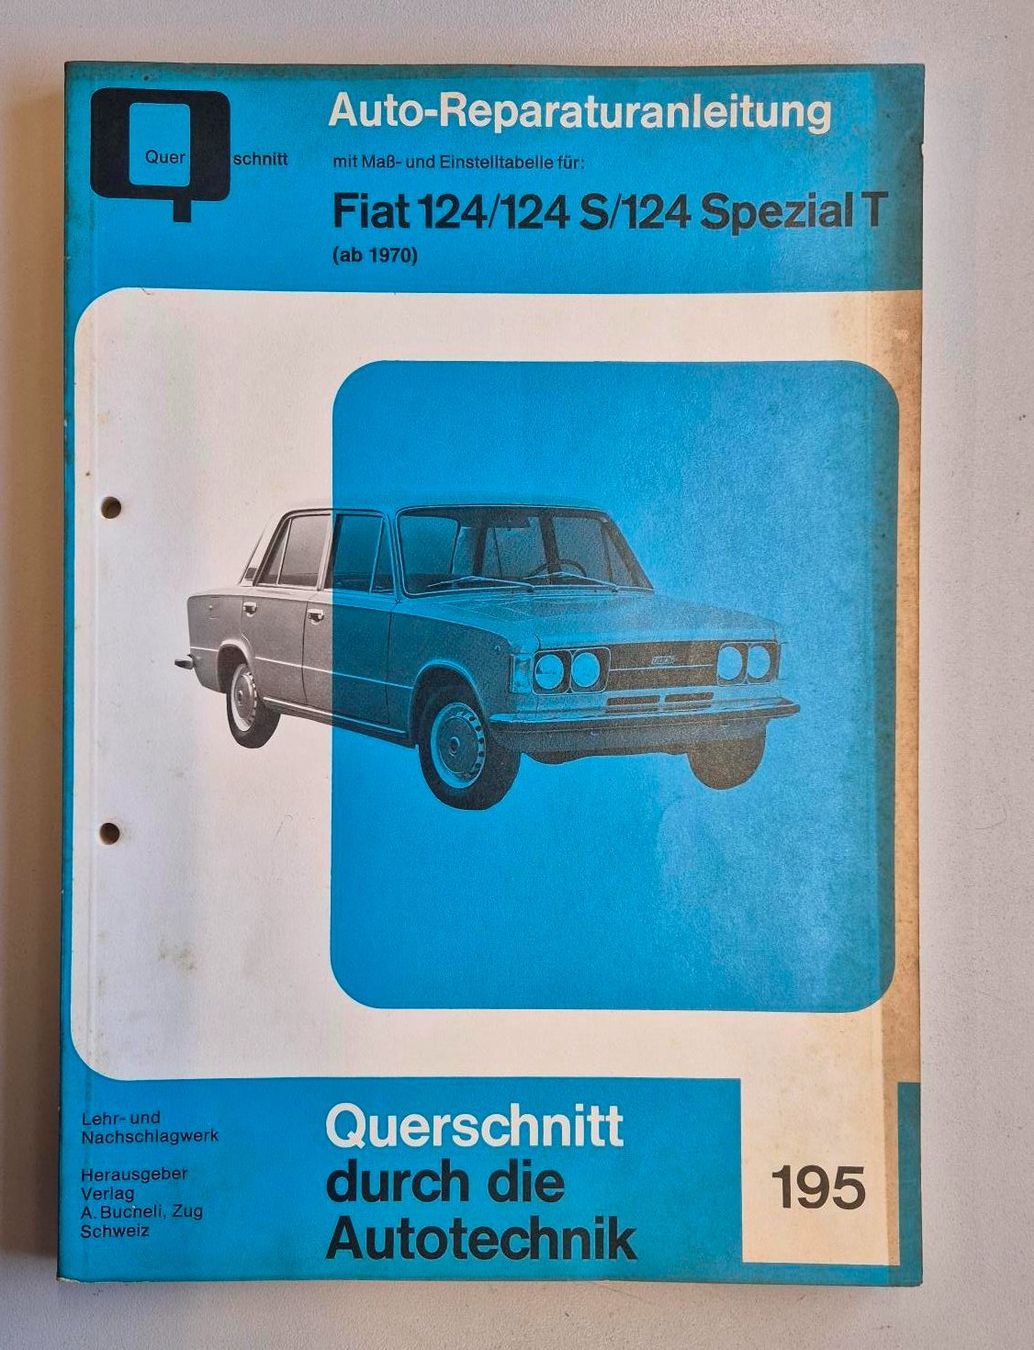 Quer schnitt
Auto-Reparaturanleitung
mit Maß- und Einstelltabelle für:
Fiat 124/124 S/124 Spezial T
(ab 1970)
Lehr- und
Nachschlagwerk
Herausgeber
Verlag
A. Bucheli, Zug
Schweiz
Querschnitt
durch die
Autotechnik
195